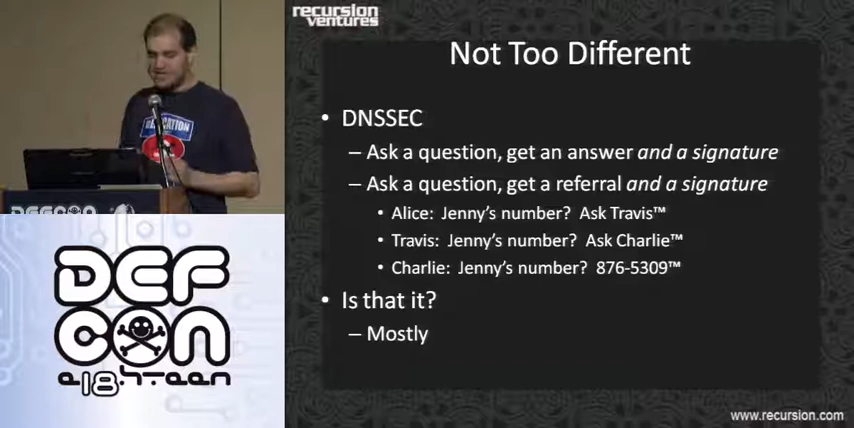 recursion
ventures
Not Too Different
• DNSSEC
– Ask a question, get an answer and a signature
– Ask a question, get a referral and a signature
• Alice: Jenny's number? Ask Travis™
• Travis: Jenny's number? Ask Charlie™
• Charlie: Jenny's number? 876-5309™
• Is that it?
– Mostly
www.recursion.com
DEFCON
DEF
CON
e18hteen